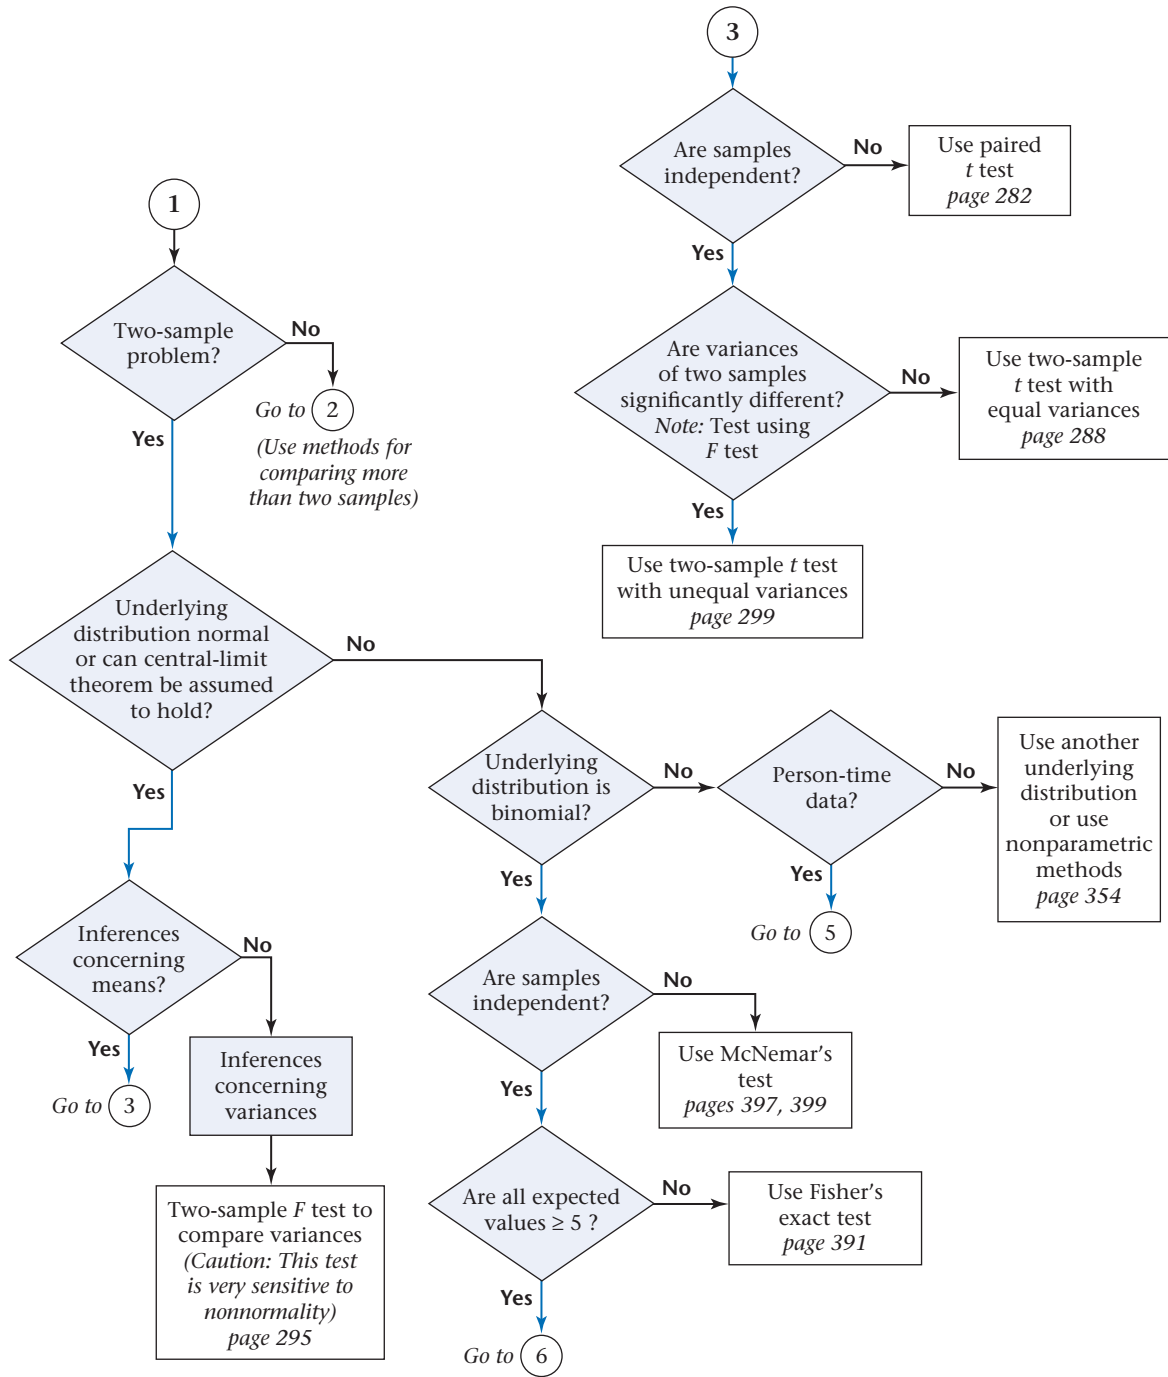 1
Two-sample
problem?
No
Go to 2
(Use methods for
comparing more
than two samples)
Yes
Underlying
distribution normal
or can central-limit
theorem be assumed
to hold?
No
Yes
Inferences
concerning
means?
No
Yes
Go to 3
Inferences
concerning
variances
Two-sample F test to
compare variances
(Caution: This test
is very sensitive to
nonnormality)
page 295
Underlying
distribution is
binomial?
No
Person-time
data?
No
Use another
underlying
distribution
or use
nonparametric
methods
page 354
Yes
Go to 5
Yes
Are samples
independent?
No
Use McNemar's
test
pages 397, 399
Yes
Are all expected
values ≥ 5 ?
No
Use Fisher's
exact test
page 391
Yes
Go to 6
3
Are samples
independent?
No
Use paired
t test
page 282
Yes
Are variances
of two samples
significantly different?
Note: Test using
F test
No
Use two-sample
t test with
equal variances
page 288
Yes
Use two-sample t test
with unequal variances
page 299